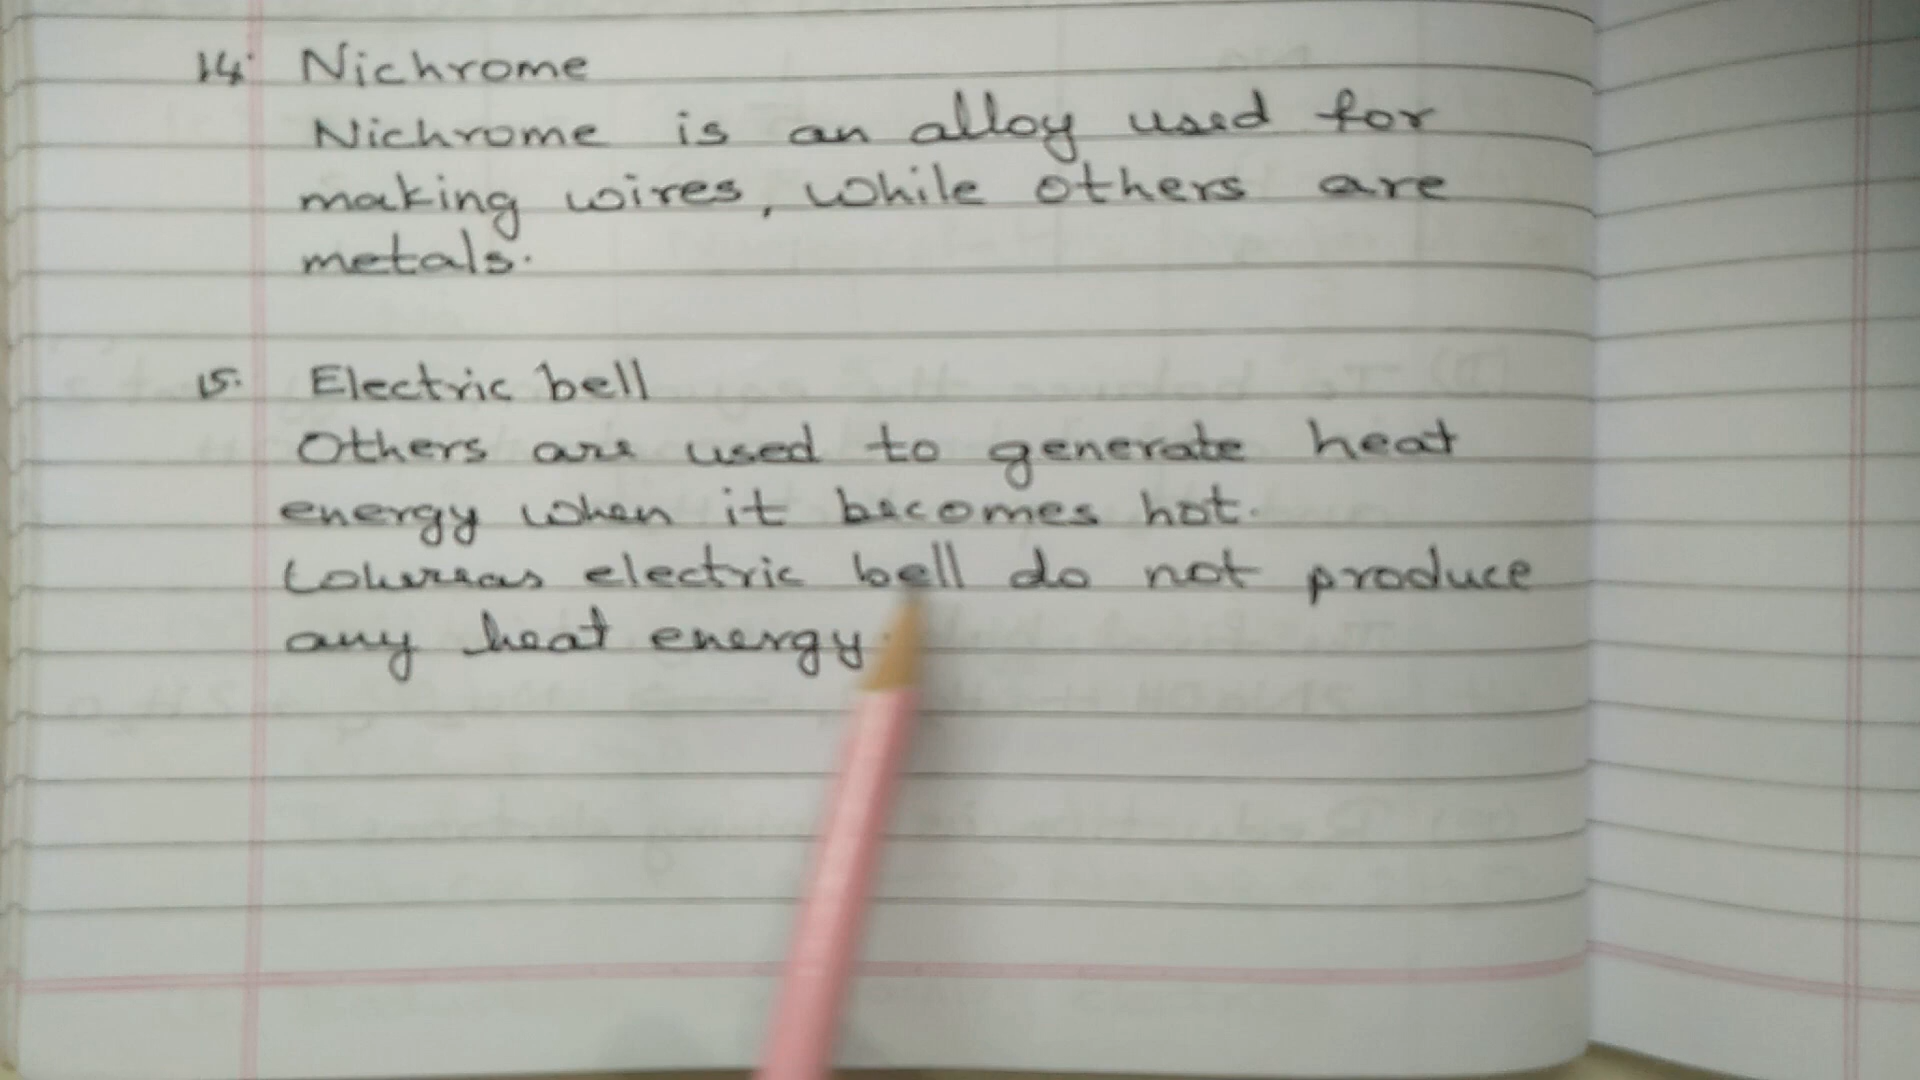 14. Nichrome
Nichrome is an alloy used for
making wires, while others are
metals.
15. Electric bell
Others are used to generate heat
energy when it becomes hot.
Whereas electric bell do not produce
any heat energy.